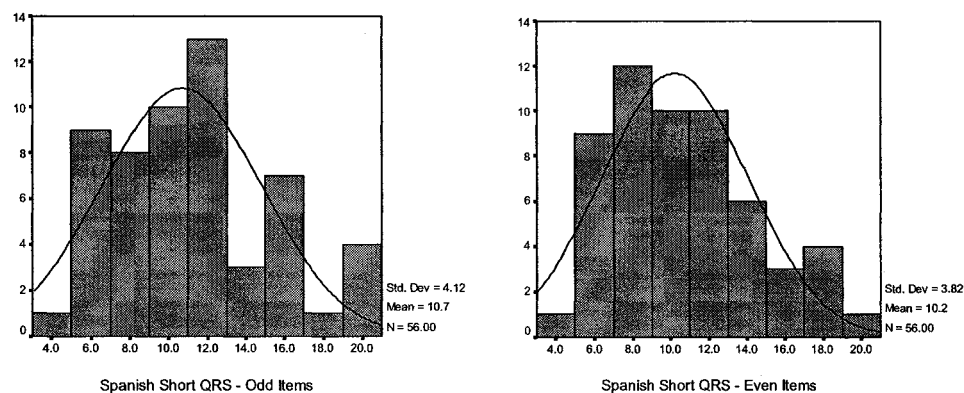 14
12
10
8
6
4
2
0
4.0 6.0 8.0 10.0 12.0 14.0 16.0 18.0 20.0
Std. Dev = 4.12
Mean = 10.7
N = 56.00
Spanish Short QRS - Odd Items
14
12
10
8
6
4
2
0
4.0 6.0 8.0 10.0 12.0 14.0 16.0 18.0 20.0
Std. Dev = 3.82
Mean = 10.2
N = 56.00
Spanish Short QRS - Even Items